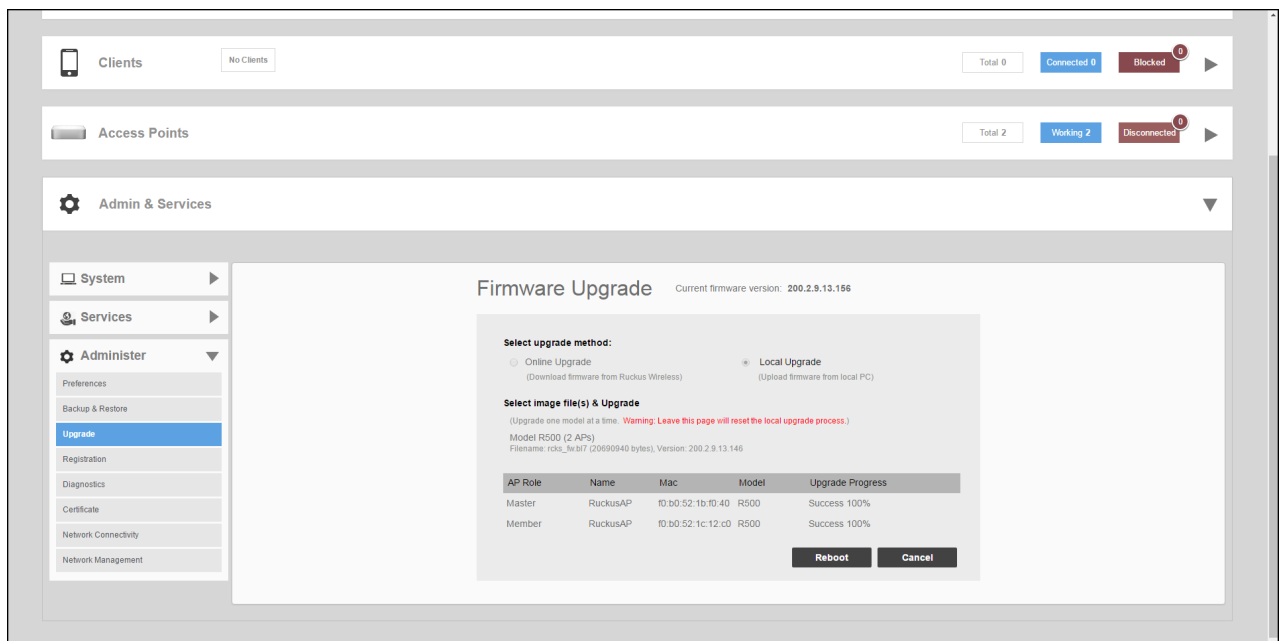 Clients
No Clients
Total 0
Connected 0
Blocked
0
Access Points
Total 2
Working 2
Disconnected
0
Admin & Services
System
Services
Administer
Preferences
Backup & Restore
Upgrade
Registration
Diagnostics
Certificate
Network Connectivity
Network Management
Firmware Upgrade Current firmware version: 200.2.9.13.156
Select upgrade method:
Online Upgrade Local Upgrade
(Download firmware from Ruckus Wireless) (Upload firmware from local PC)
Select image file(s) & Upgrade
(Upgrade one model at a time. Warning: Leave this page will reset the local upgrade process.)
Model R500 (2 APs)
Filename: rcks_fw.bl7 (20690940 bytes), Version: 200.2.9.13.146
AP Role Name Mac Model Upgrade Progress
Master RuckusAP f0:b0:52:1b:f0:40 R500 Success 100%
Member RuckusAP f0:b0:52:1c:12:c0 R500 Success 100%
Reboot Cancel